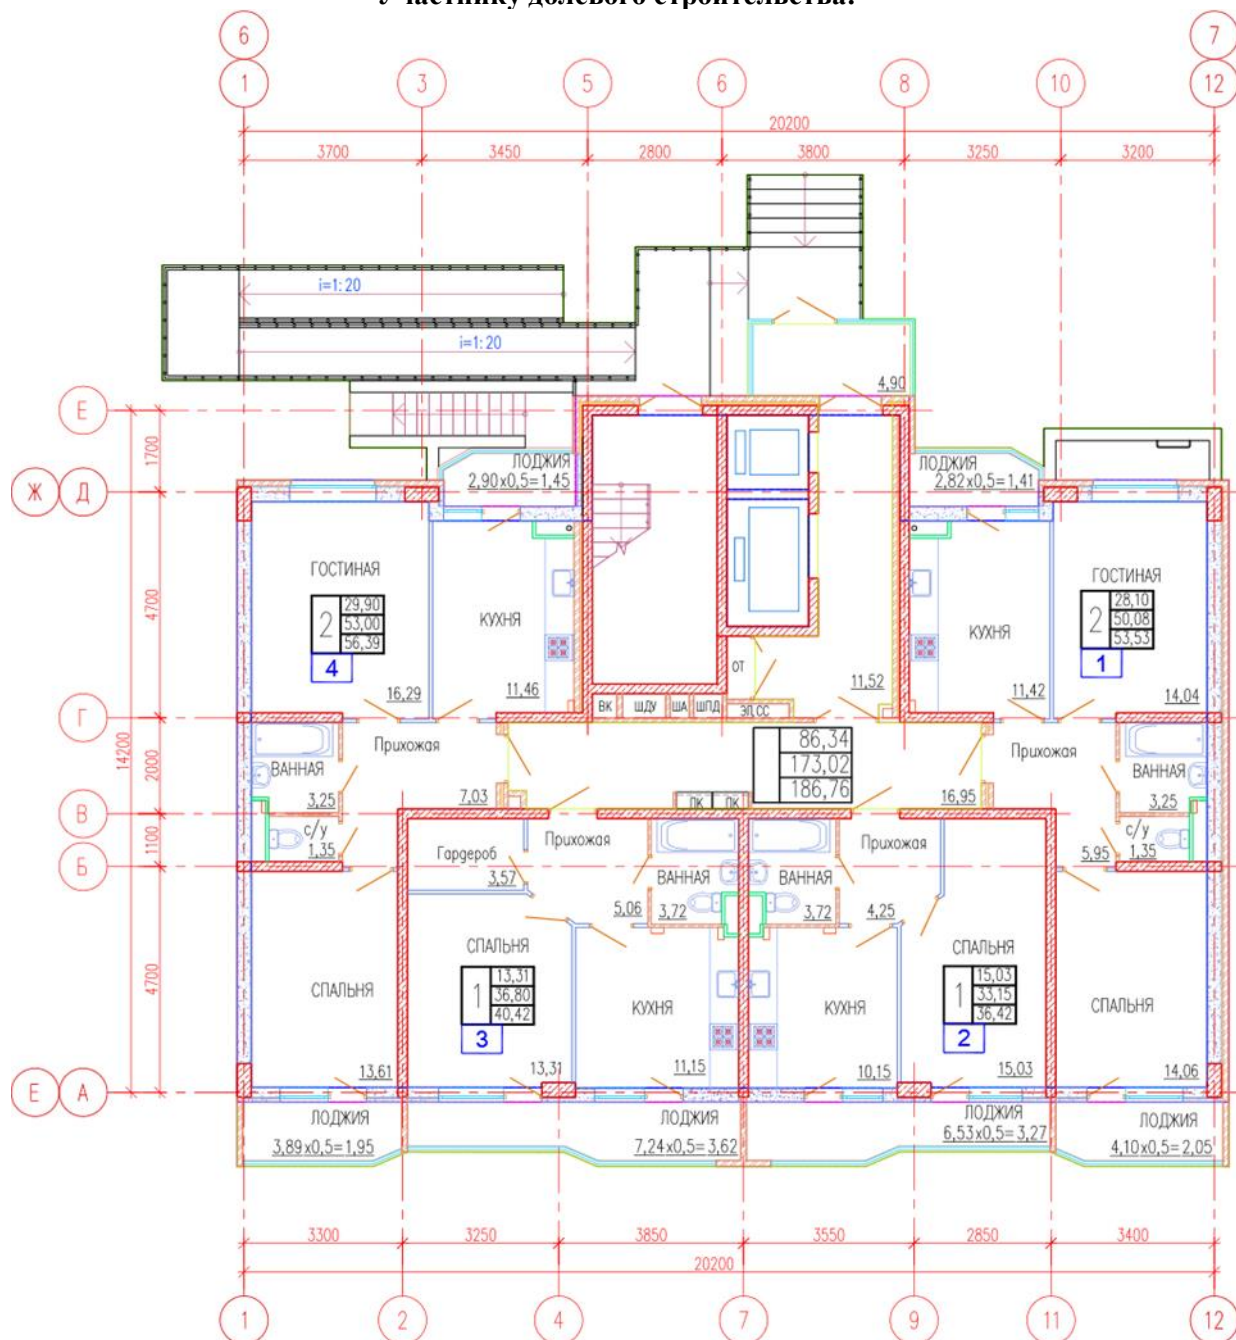 Участнику долевого строительства:
6
7
1
3
5
6
8
10
12
20200
3700
3450
2800
3800
3250
3200
i=1:20
i=1:20
4,90
Е
1700
ЛОДЖИЯ
2,90х0,5=1,45
ЛОДЖИЯ
2,82х0,5=1,41
Ж
Д
ГОСТИНАЯ
2
29,90
53,00
56,39
4
16,29
КУХНЯ
11,46
4700
ОТ
11,52
КУХНЯ
11,42
ГОСТИНАЯ
2
28,10
50,08
53,53
1
14,04
Г
ВК
ШДУ
ША
ШПД
ЭЛ.СС
14200
2000
ВАННАЯ
3,25
Прихожая
7,03
86,34
173,02
186,76
ПК
ПК
16,95
Прихожая
ВАННАЯ
3,25
В
1100
с/у
1,35
Гардероб
3,57
Прихожая
5,06
ВАННАЯ
3,72
ВАННАЯ
3,72
Прихожая
4,25
5,95
с/у
1,35
Б
4700
СПАЛЬНЯ
13,61
СПАЛЬНЯ
1
13,31
36,80
40,42
3
13,31
КУХНЯ
11,15
КУХНЯ
10,15
СПАЛЬНЯ
1
15,03
33,15
36,42
2
15,03
СПАЛЬНЯ
14,06
Е
А
ЛОДЖИЯ
3,89х0,5=1,95
ЛОДЖИЯ
7,24х0,5=3,62
ЛОДЖИЯ
6,53х0,5=3,27
ЛОДЖИЯ
4,10х0,5=2,05
3300
3250
3850
3550
2850
3400
20200
1
2
4
7
9
11
12